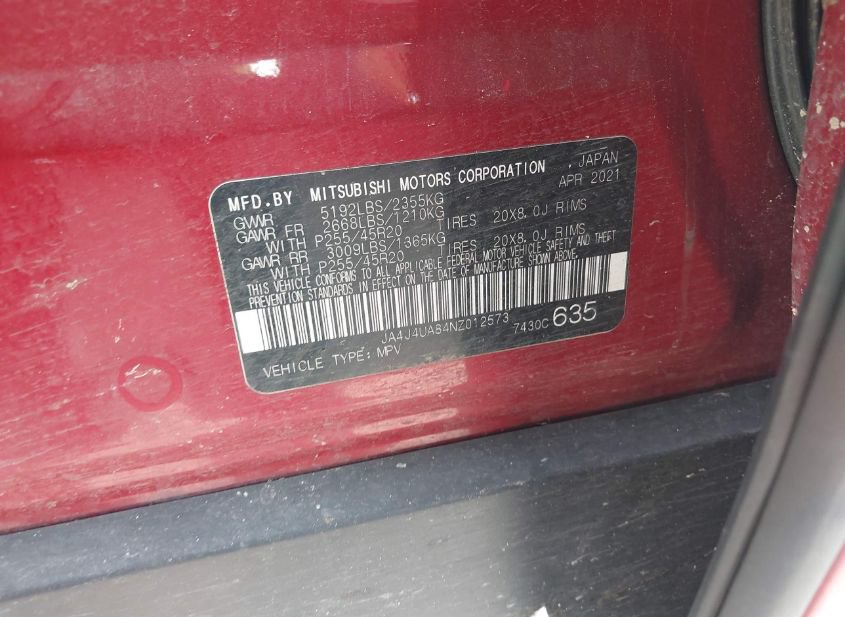 MFD.BY MITSUBISHI MOTORS CORPORATION . JAPAN
APR 2021
GVWR 5192LBS/2355KG
GAWR FR 2668LBS/1210KG
WITH P255/45R20 TIRES 20X8.0J RIMS
GAWR RR 3009LBS/1365KG
WITH P255/45R20 TIRES 20X8.0J RIMS
THIS VEHICLE CONFORMS TO ALL APPLICABLE FEDERAL MOTOR VEHICLE SAFETY AND THEFT
PREVENTION STANDARDS IN EFFECT ON THE DATE OF MANUFACTURE SHOWN ABOVE.
JA4J4UA84NZ012573 7430C 635
VEHICLE TYPE: MPV